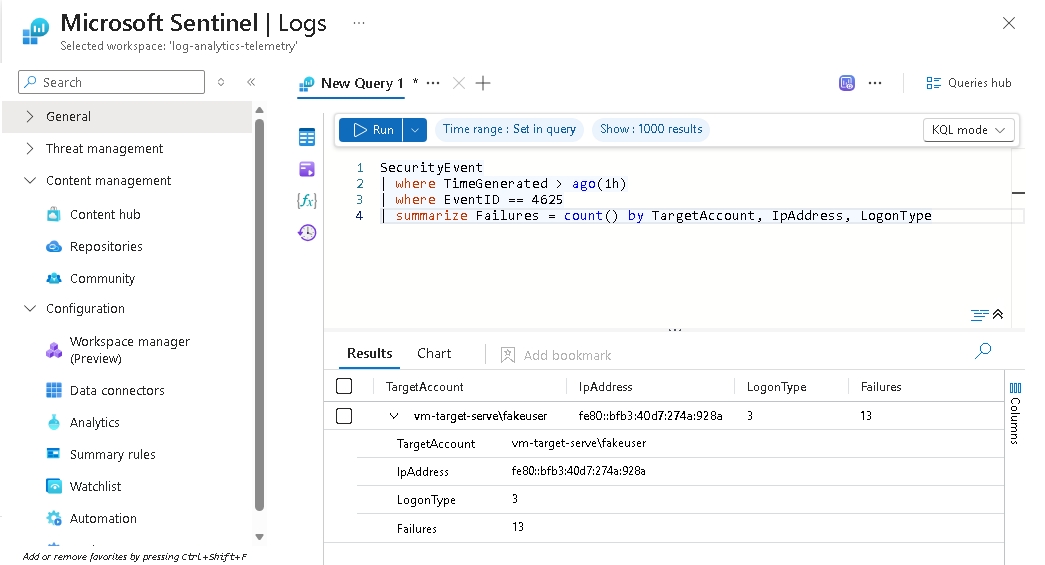 Microsoft Sentinel | Logs ...
Selected workspace: 'log-analytics-telemetry'
Search
General
Threat management
Content management
Content hub
Repositories
Community
Configuration
Workspace manager
(Preview)
Data connectors
Analytics
Summary rules
Watchlist
Automation
Add or remove favorites by pressing Ctrl+Shift+F
New Query 1 * ...
Queries hub
Run
Time range : Set in query
Show : 1000 results
KQL mode
1 SecurityEvent
2 | where TimeGenerated > ago(1h)
3 | where EventID == 4625
4 | summarize Failures = count() by TargetAccount, IpAddress, LogonType
Results Chart Add bookmark
TargetAccount IpAddress LogonType Failures
vm-target-serve\fakeuser fe80::bfb3:40d7:274a:928a 3 13
TargetAccount vm-target-serve\fakeuser
IpAddress fe80::bfb3:40d7:274a:928a
LogonType 3
Failures 13
Columns